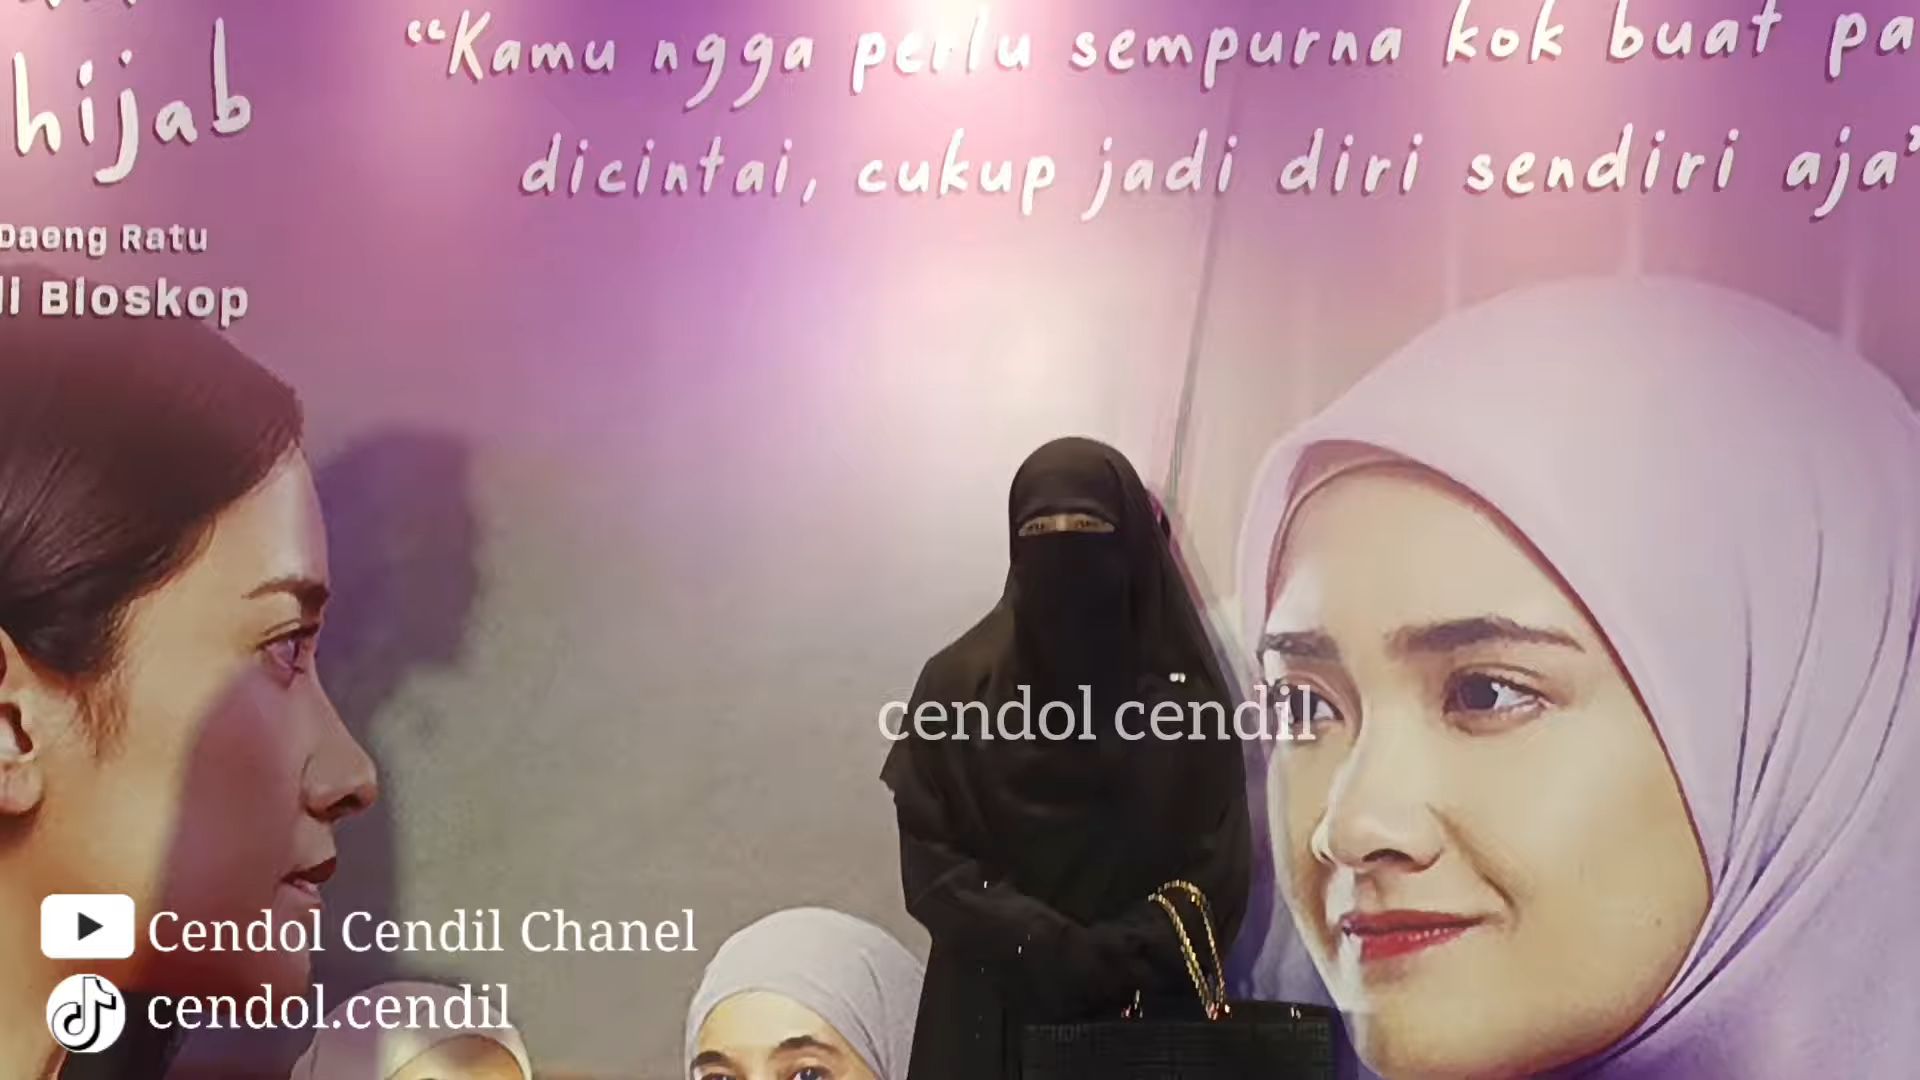 hijab
Daeng Ratu
di Bioskop
“Kamu ngga perlu sempurna kok buat pa
dicintai, cukup jadi diri sendiri aja”
cendol cendil
Cendol Cendil Chanel
cendol.cendil